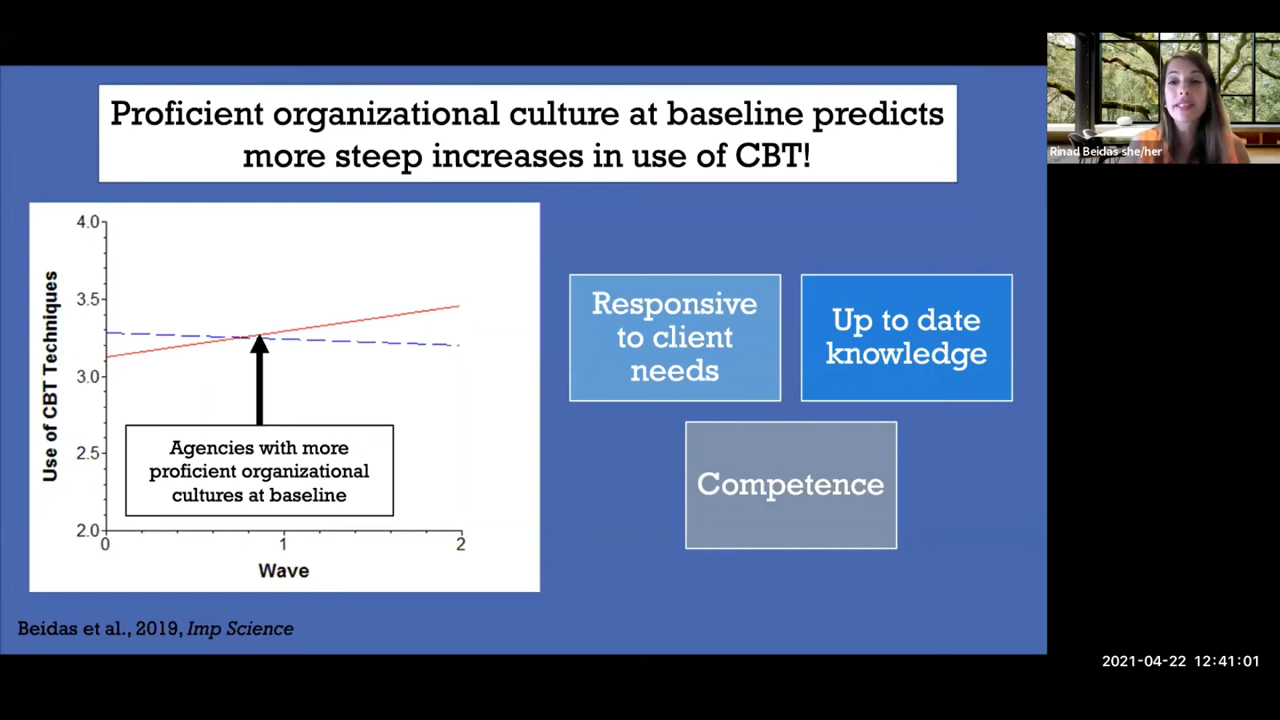 Proficient organizational culture at baseline predicts
more steep increases in use of CBT!
Rinad Beidas she/her
4.0
3.5
3.0
2.5
2.0
Use of CBT Techniques
0
1
2
Wave
Agencies with more
proficient organizational
cultures at baseline
Responsive
to client
needs
Up to date
knowledge
Competence
Beidas et al., 2019, Imp Science
2021-04-22 12:41:01